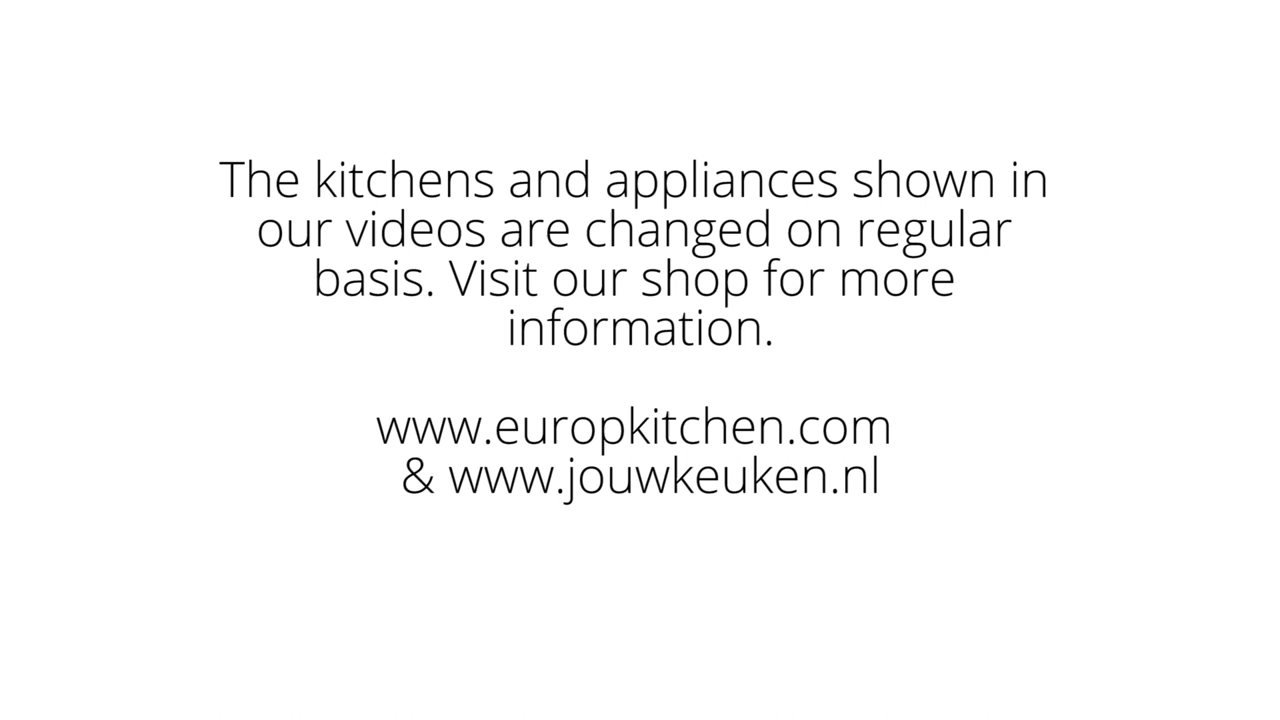 The kitchens and appliances shown in
our videos are changed on regular
basis. Visit our shop for more
information.
www.europkitchen.com
& www.jouwkeuken.nl